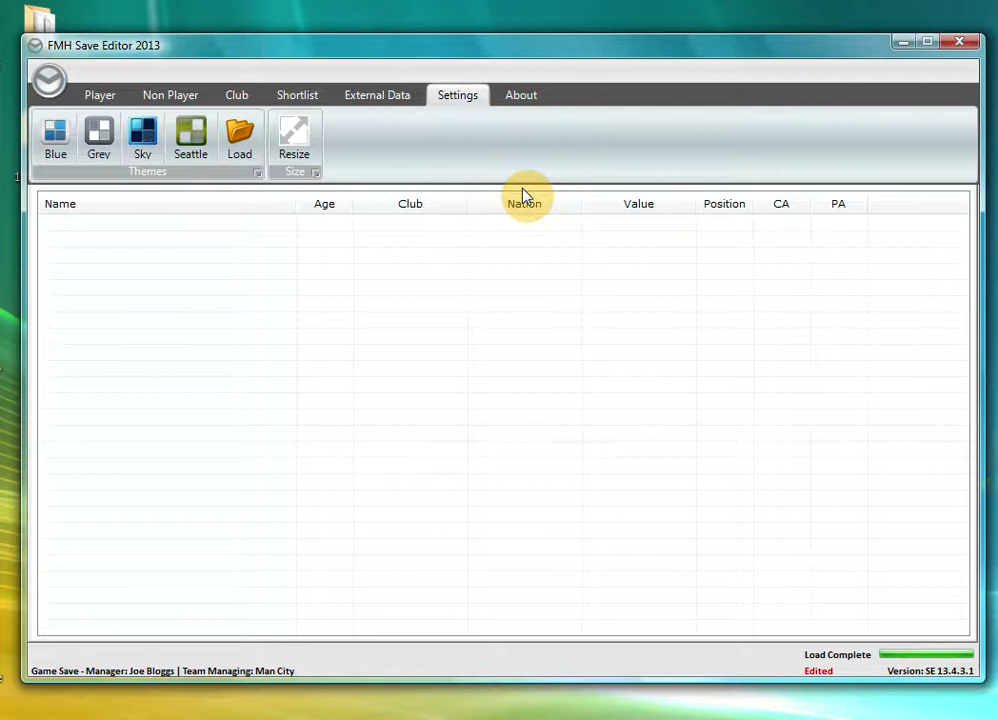 FMH Save Editor 2013
Player Non Player Club Shortlist External Data Settings About
Blue Grey Sky Seattle Load Resize
Themes Size
Name Age Club Nation Value Position CA PA
Load Complete
Game Save - Manager: Joe Bloggs | Team Managing: Man City Edited Version: SE 13.4.3.1